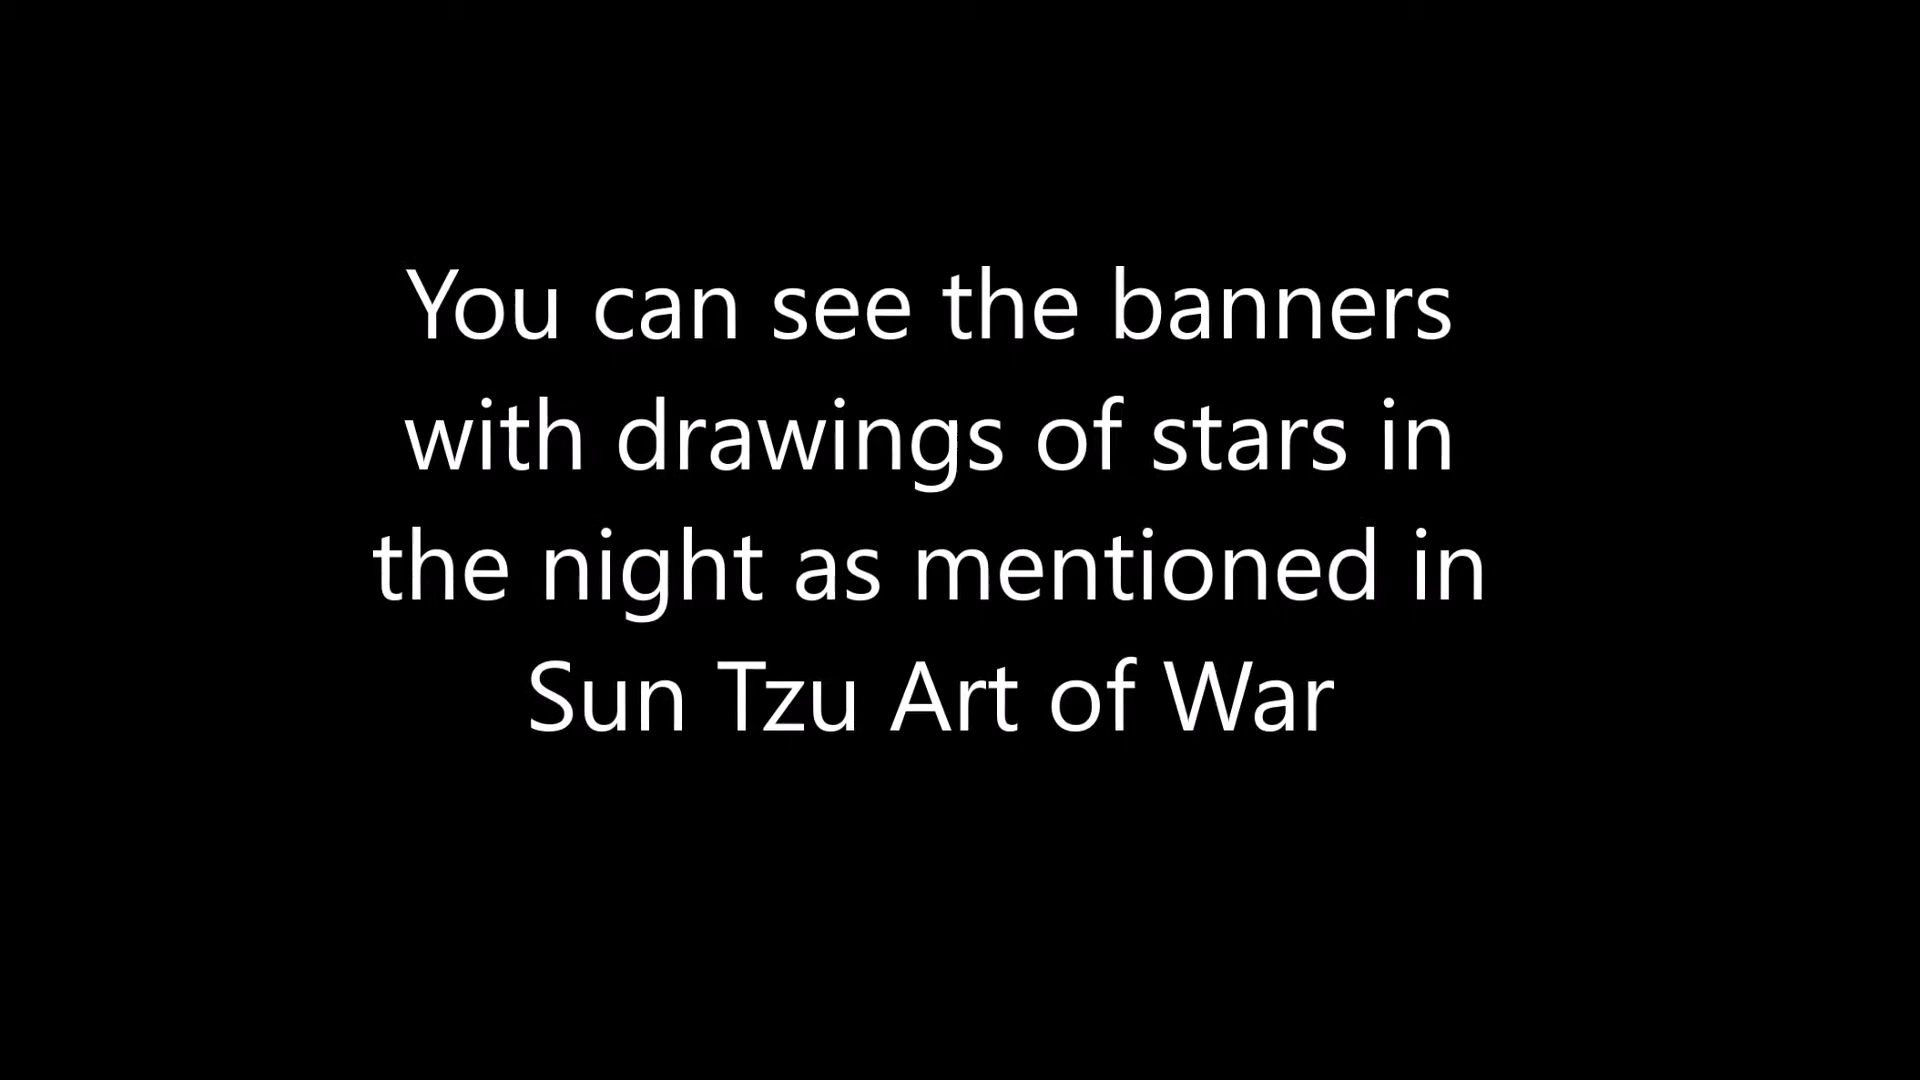 You can see the banners
with drawings of stars in
the night as mentioned in
Sun Tzu Art of War